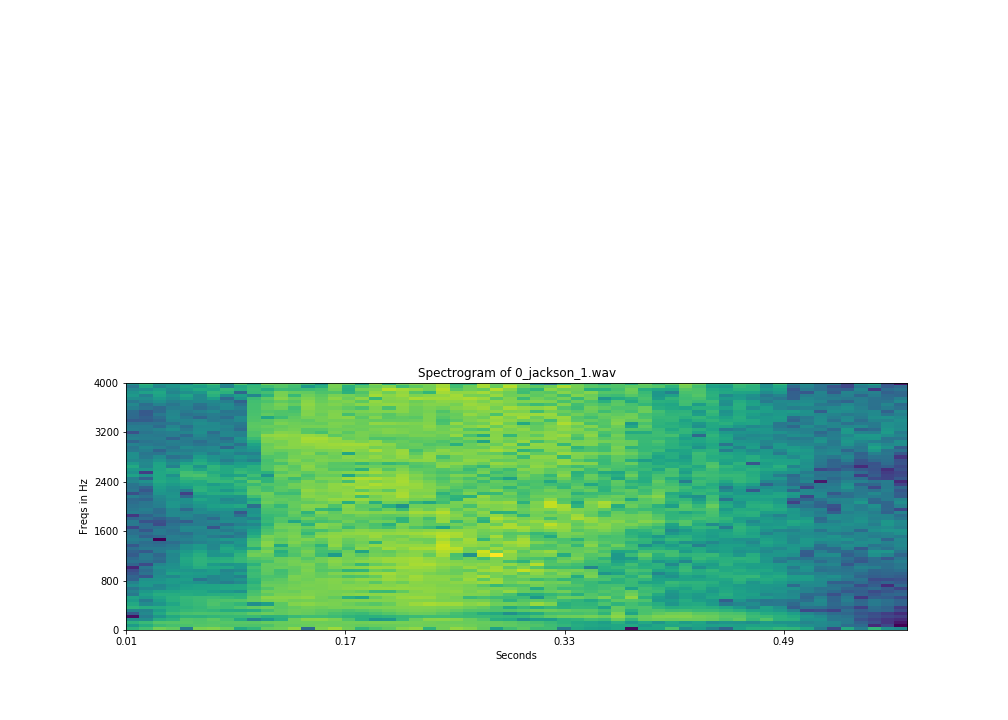 Spectrogram of 0_jackson_1.wav
4000
3200
2400
1600
800
0
Freqs in Hz
0.01 0.17 0.33 0.49
Seconds